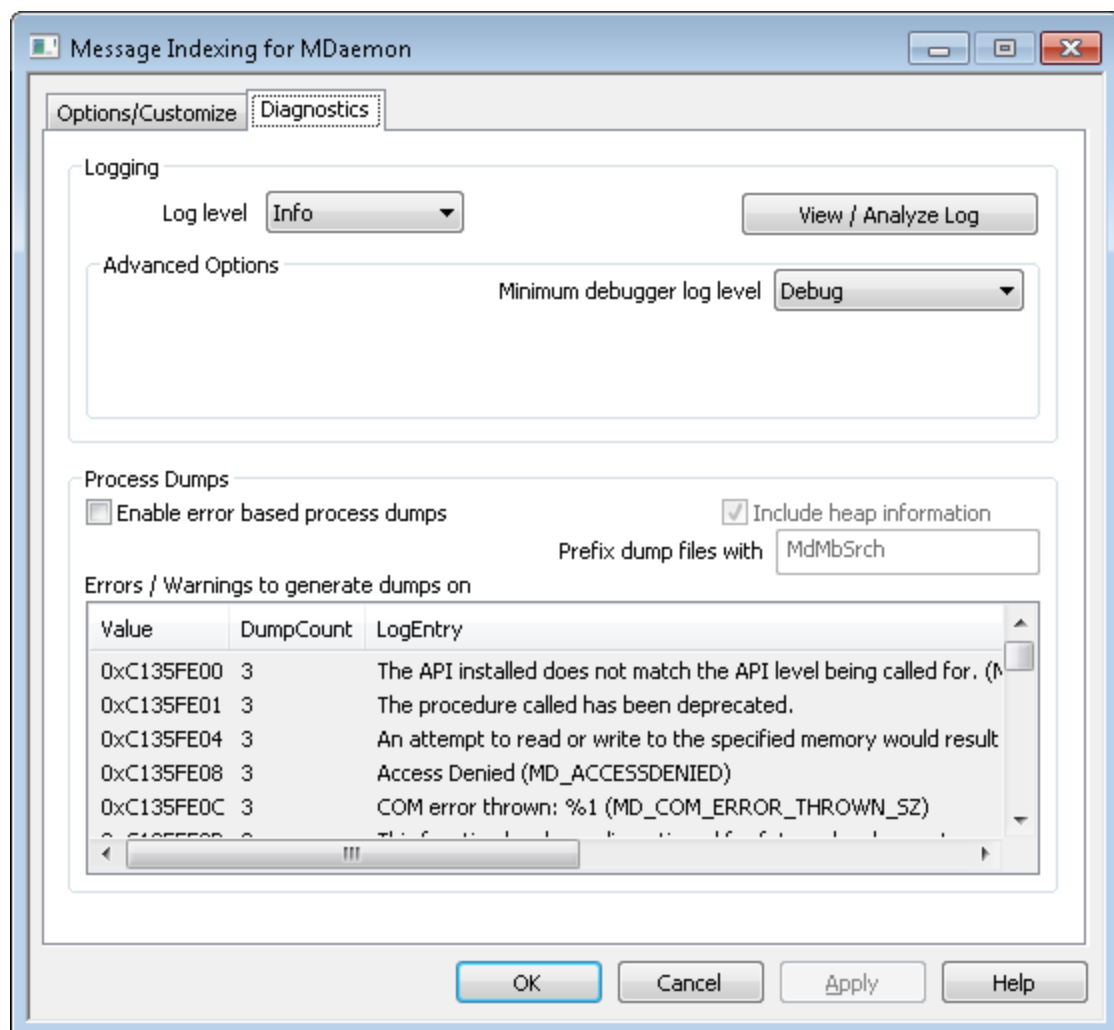 Message Indexing for MDaemon
Options/Customize Diagnostics
Logging
Log level Info View / Analyze Log
Advanced Options
Minimum debugger log level Debug
Process Dumps
Enable error based process dumps Include heap information
Prefix dump files with MdMbSrch
Errors / Warnings to generate dumps on
Value DumpCount LogEntry
0xC135FE00 3 The API installed does not match the API level being called for. (M
0xC135FE01 3 The procedure called has been deprecated.
0xC135FE04 3 An attempt to read or write to the specified memory would result
0xC135FE08 3 Access Denied (MD_ACCESSDENIED)
0xC135FE0C 3 COM error thrown: %1 (MD_COM_ERROR_THROWN_SZ)
OK Cancel Apply Help